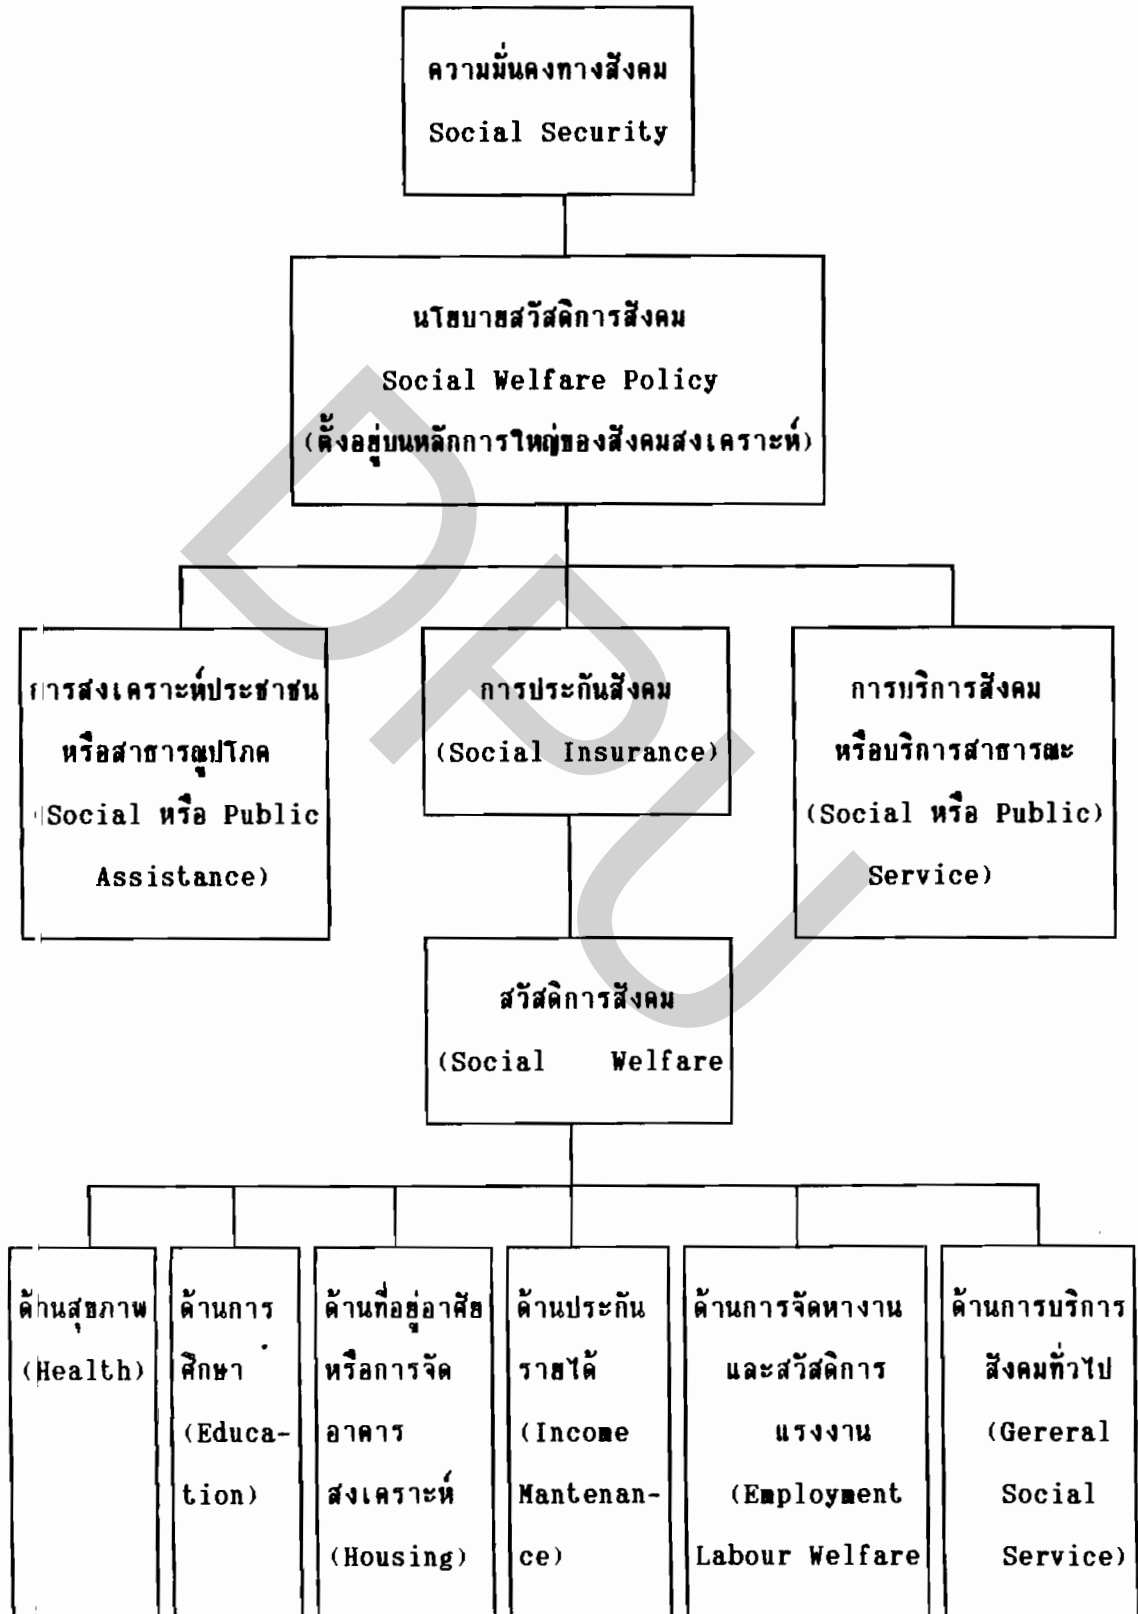 ความมั่นคงทางสังคม
Social Security
นโยบายสวัสดิการสังคม
Social Welfare Policy
(ตั้งอยู่บนหลักการใหญ่ของสังคมสงเคราะห์)
การสงเคราะห์ประชาชน
หรือสาธารณูปโภค
(Social หรือ Public
Assistance)
การประกันสังคม
(Social Insurance)
การบริการสังคม
หรือบริการสาธารณะ
(Social หรือ Public)
Service)
สวัสดิการสังคม
(Social Welfare
ด้านสุขภาพ
(Health)
ด้านการ
ศึกษา
(Educa-
tion)
ด้านที่อยู่อาศัย
หรือการจัด
อาคาร
สงเคราะห์
(Housing)
ด้านประกัน
รายได้
(Income
Mantenan-
ce)
ด้านการจัดหางาน
และสวัสดิการ
แรงงาน
(Employment
Labour Welfare
ด้านการบริการ
สังคมทั่วไป
(Gereral
Social
Service)
DPU